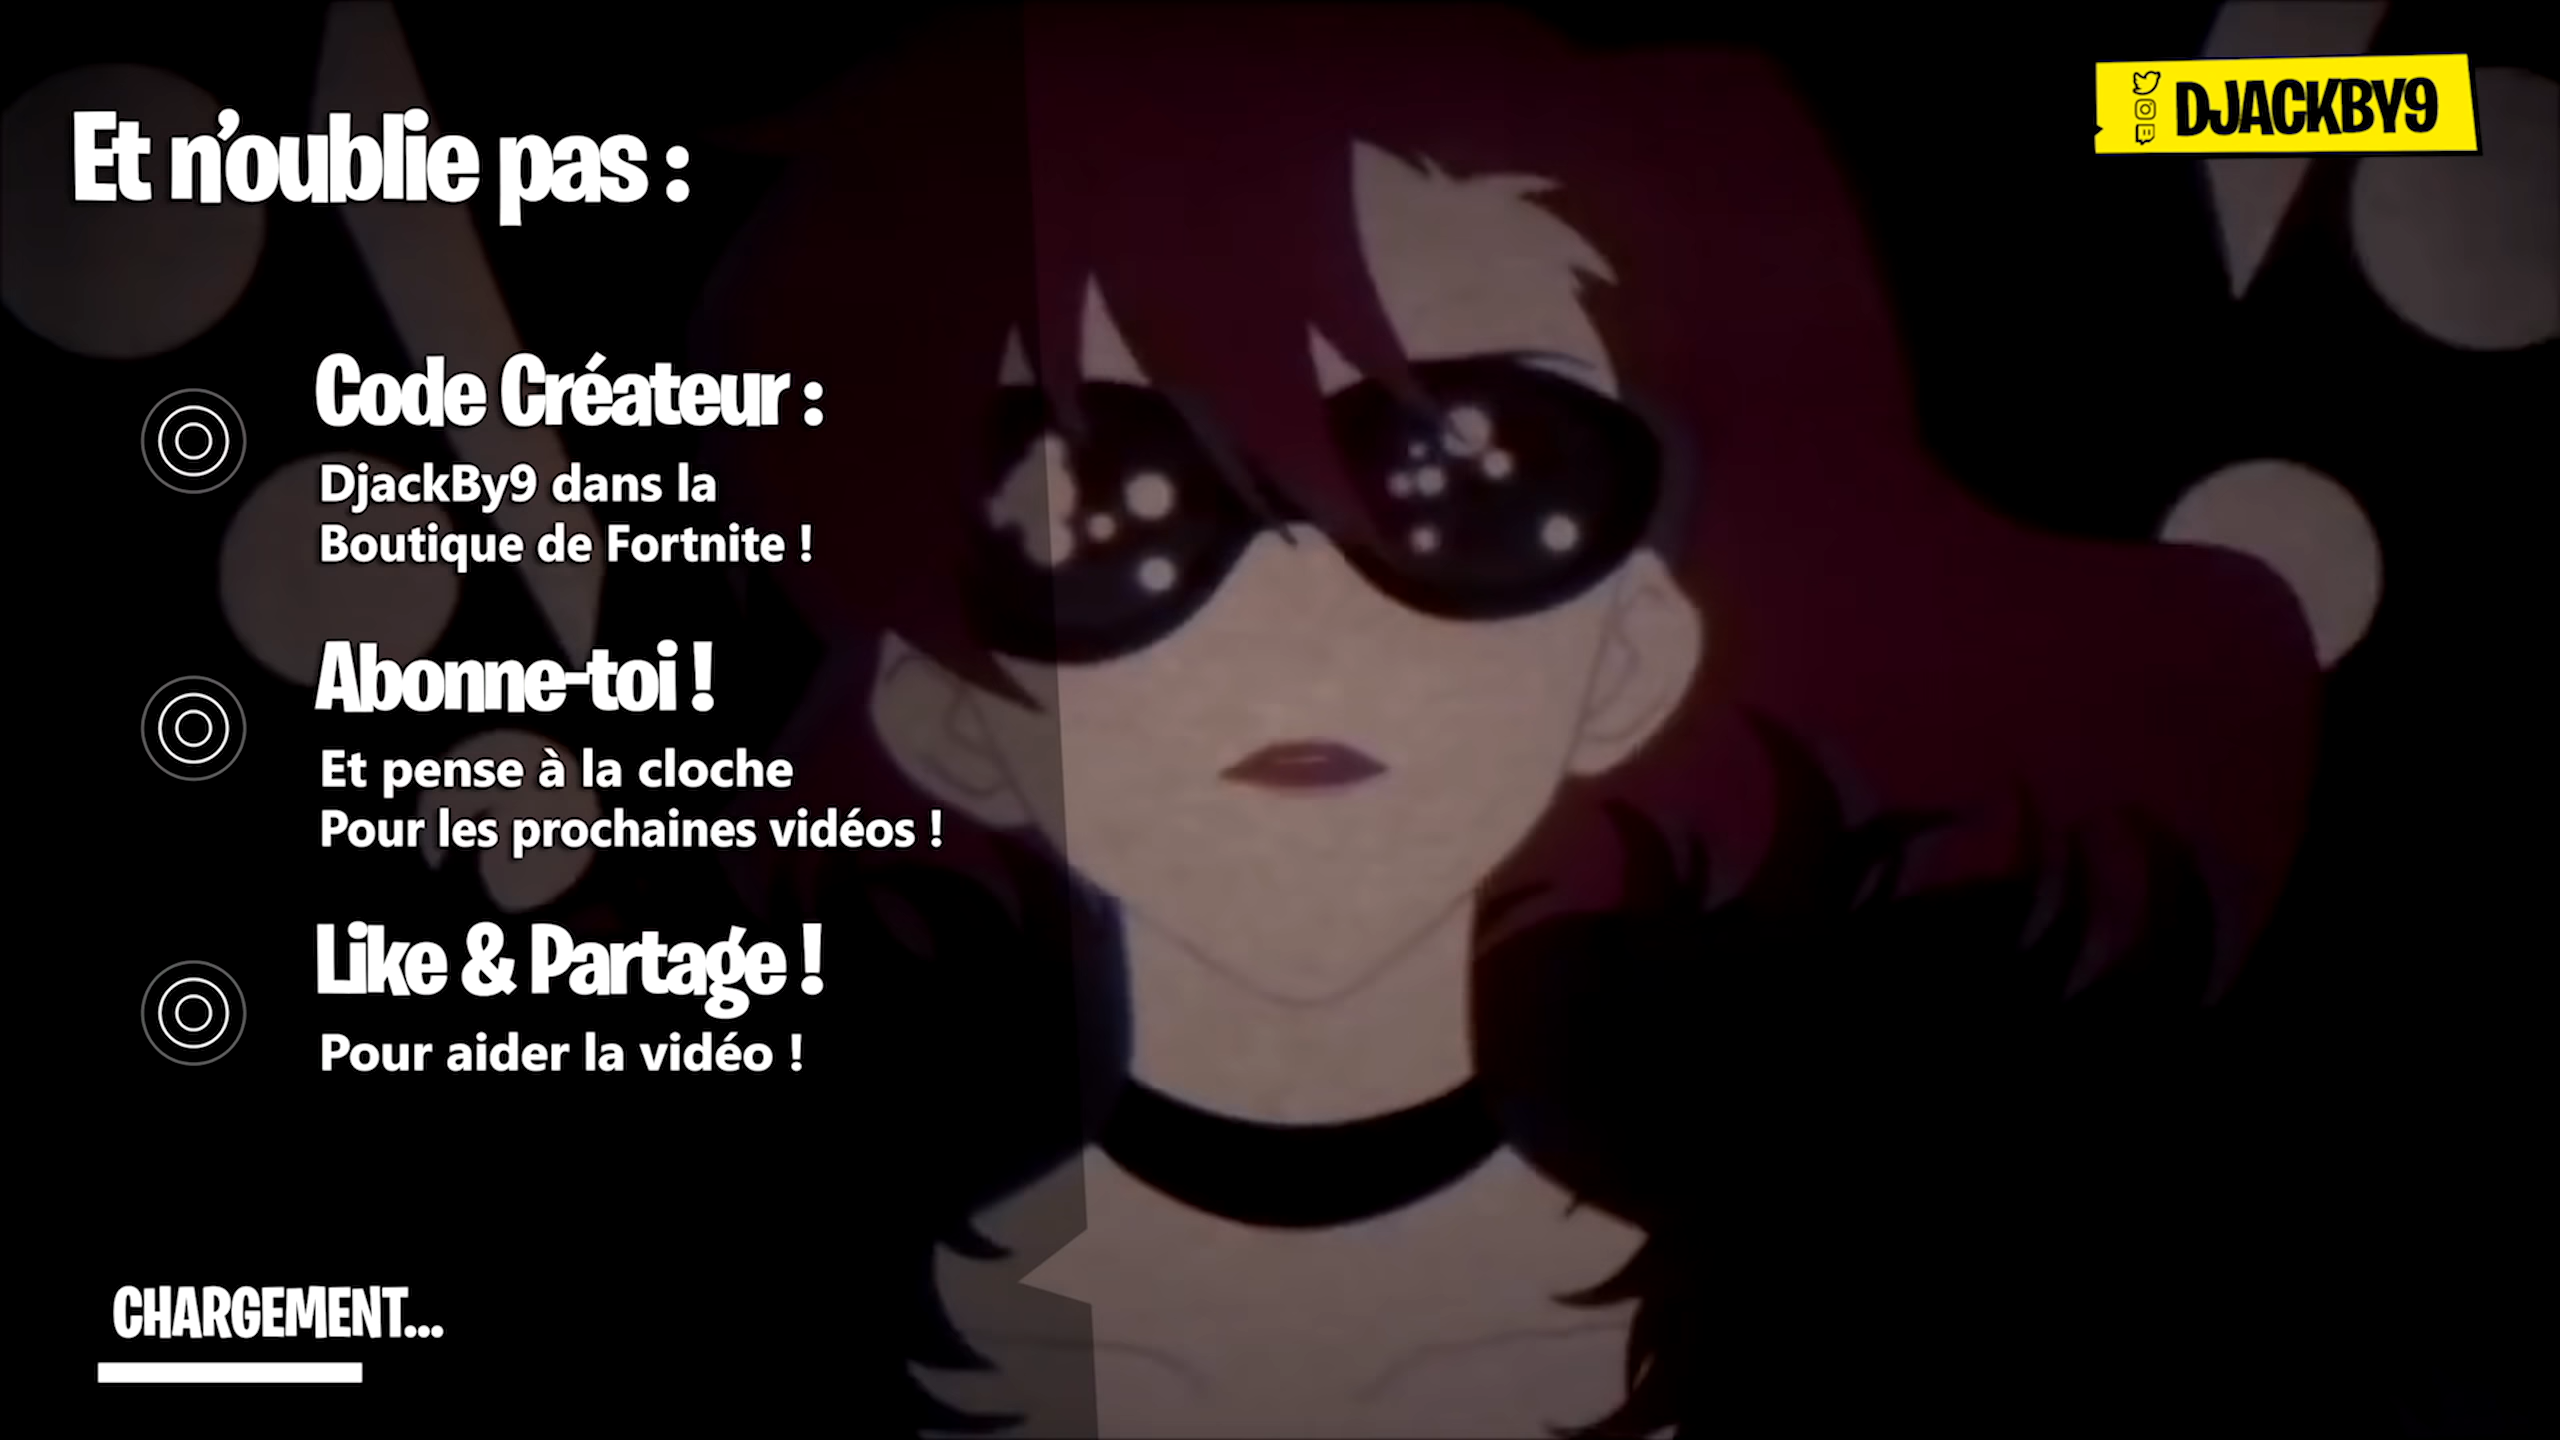 Et n'oublie pas :
DJACKBY9
Code Créateur :
DjackBy9 dans la
Boutique de Fortnite !
Abonne-toi !
Et pense à la cloche
Pour les prochaines vidéos !
Like & Partage !
Pour aider la vidéo !
CHARGEMENT...